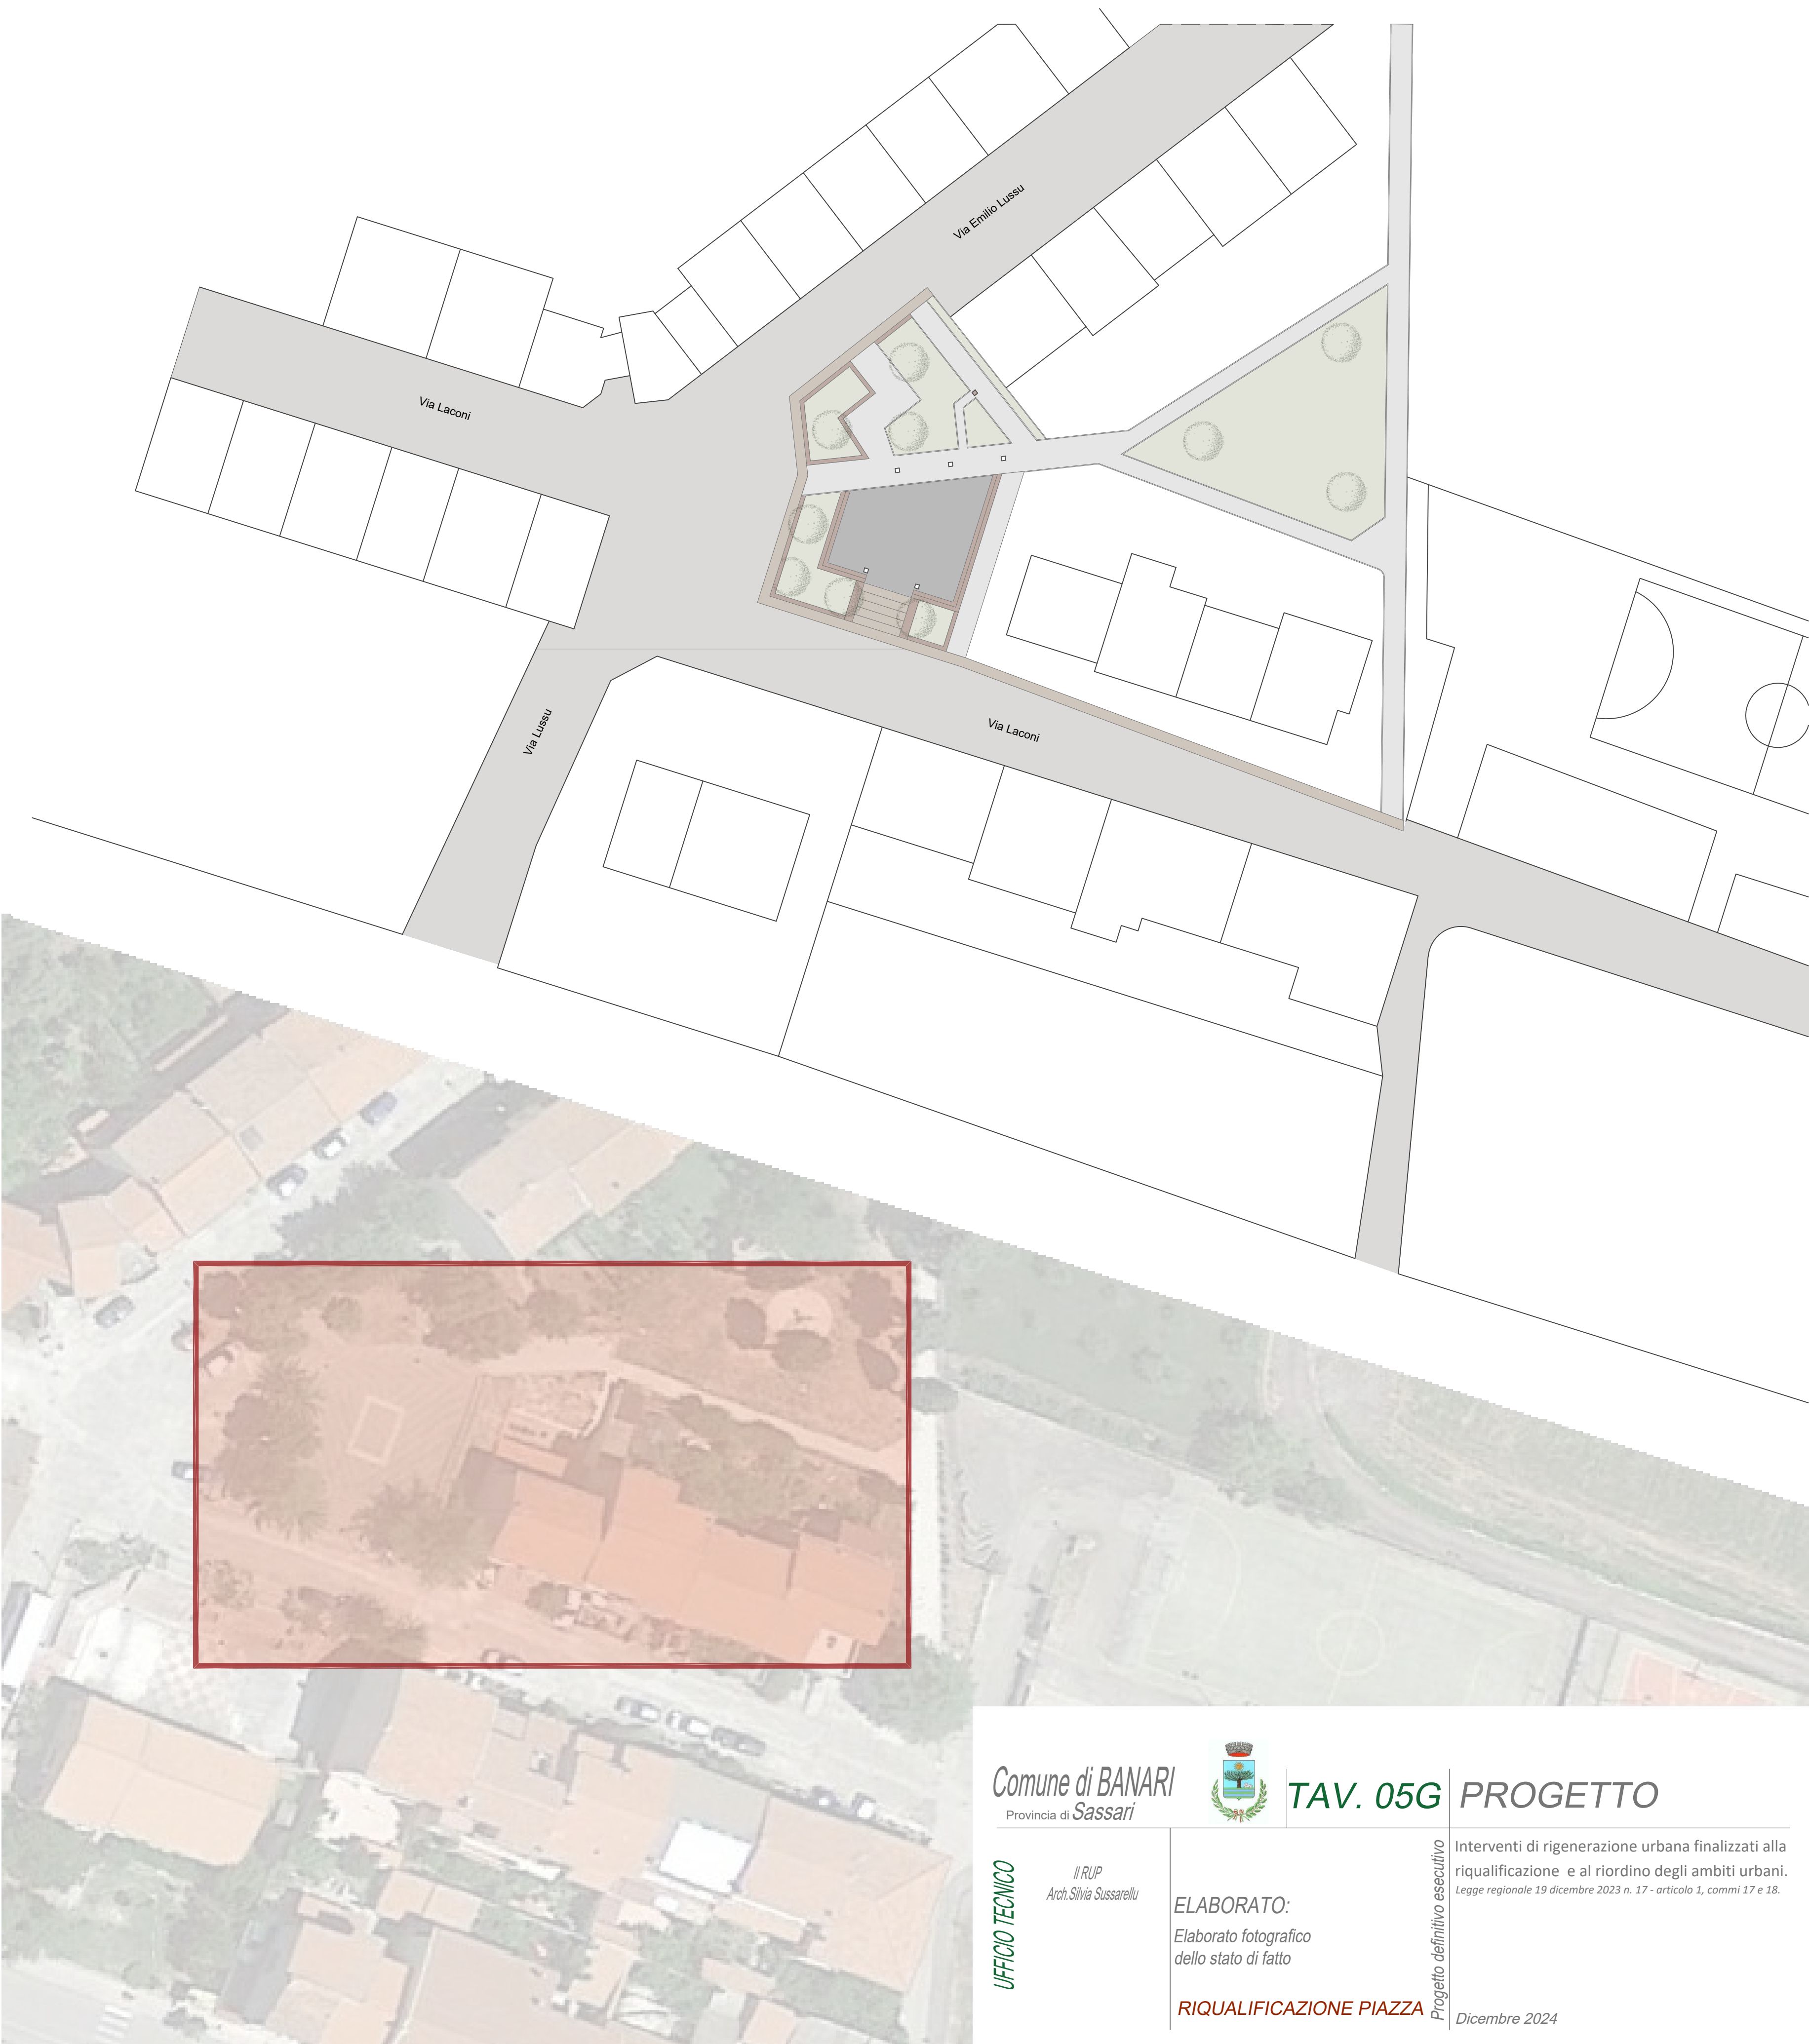 Via Emilio Lussu
Via Laconi
Via Lussu
Via Laconi
Comune di BANARI
Provincia di Sassari
TAV. 05G
PROGETTO
UFFICIO TECNICO
Il RUP
Arch.Silvia Sussarellu
ELABORATO:
Elaborato fotografico
dello stato di fatto
RIQUALIFICAZIONE PIAZZA
Progetto definitivo esecutivo
Interventi di rigenerazione urbana finalizzati alla
riqualificazione e al riordino degli ambiti urbani.
Legge regionale 19 dicembre 2023 n. 17 - articolo 1, commi 17 e 18.
Dicembre 2024